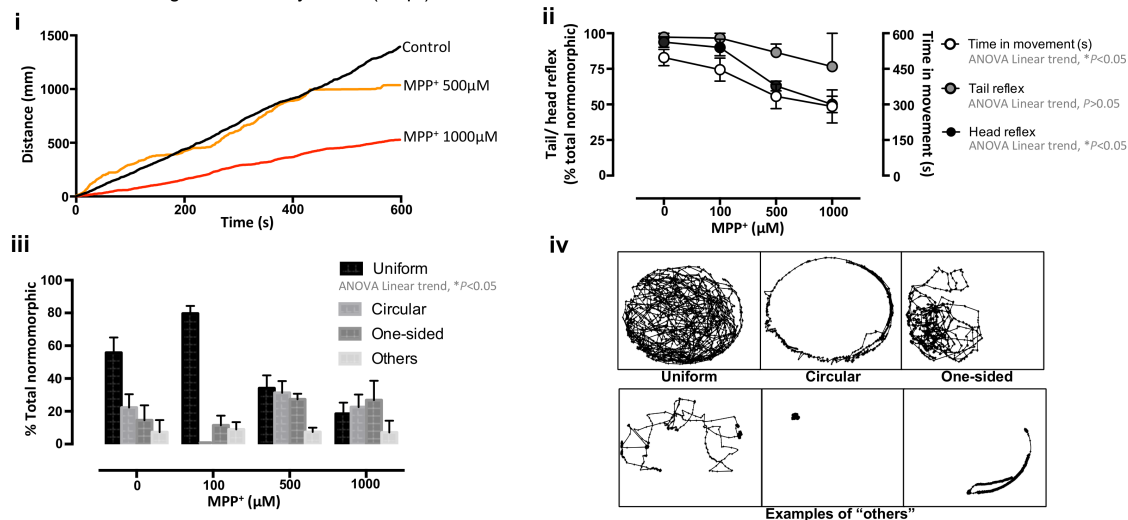 i
1500
1000
500
0
Distance (mm)
0
200
400
600
Time (s)
Control
MPP⁺ 500µM
MPP⁺ 1000µM
ii
100
75
50
25
0
Tail/ head reflex
(% total normomorphic)
600
450
300
150
0
Time in movement (s)
0
100
500
1000
MPP⁺ (µM)
Time in movement (s)
ANOVA Linear trend, *P<0.05
Tail reflex
ANOVA Linear trend, P>0.05
Head reflex
ANOVA Linear trend, *P<0.05
iii
100
80
60
40
20
0
% Total normomorphic
0
100
500
1000
MPP⁺ (µM)
Uniform
ANOVA Linear trend, *P<0.05
Circular
One-sided
Others
iv
Uniform
Circular
One-sided
Examples of “others”